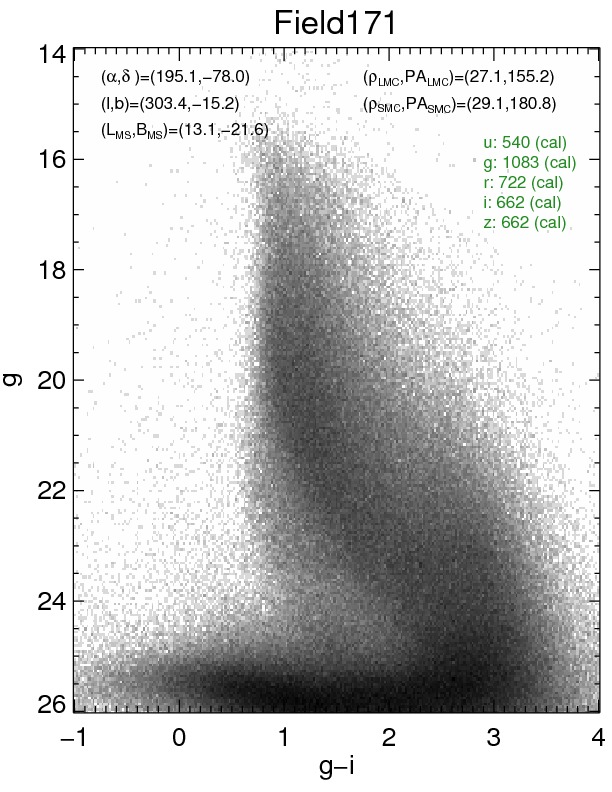 Field171
(α,δ )=(195.1,−78.0)
(ρLMC,PALMC)=(27.1,155.2)
(l,b)=(303.4,−15.2)
(ρSMC,PASMC)=(29.1,180.8)
(LMS,BMS)=(13.1,−21.6)
u: 540 (cal)
g: 1083 (cal)
r: 722 (cal)
i: 662 (cal)
z: 662 (cal)
14
16
18
20
22
24
26
g
−1 0 1 2 3 4
g−i